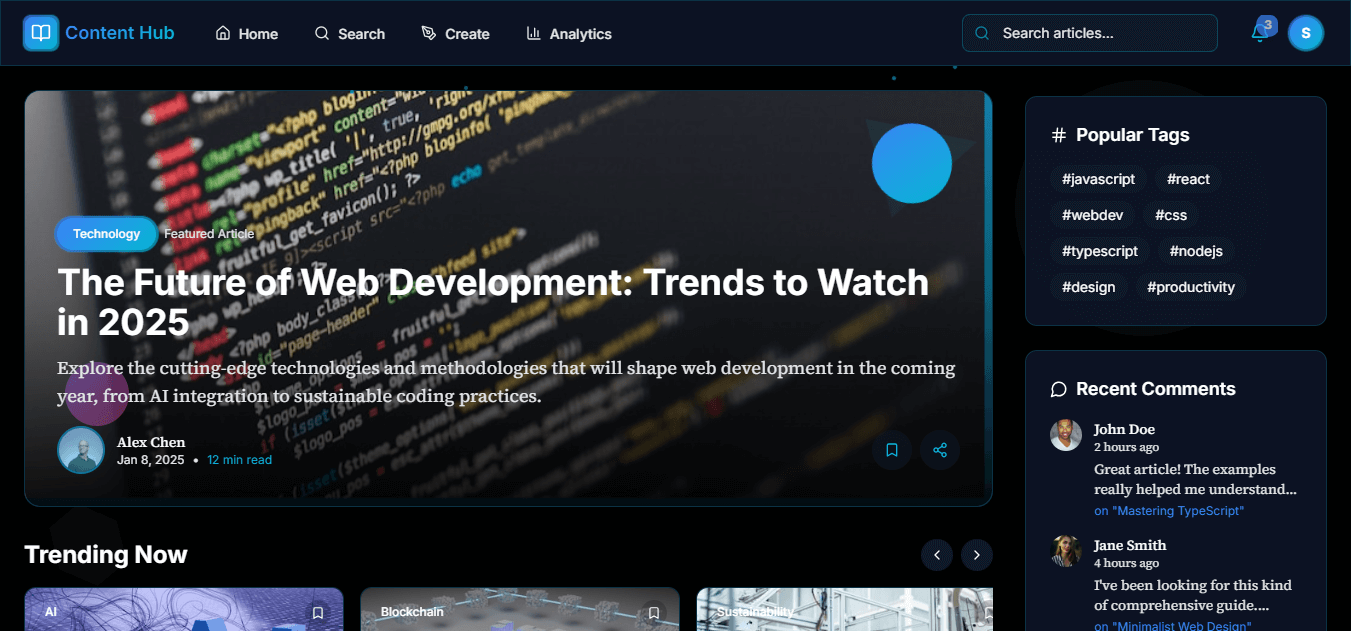 Content Hub
Home
Search
Create
Analytics
Search articles...
3
S
Technology
Featured Article
The Future of Web Development: Trends to Watch
in 2025
Explore the cutting-edge technologies and methodologies that will shape web development in the coming
year, from AI integration to sustainable coding practices.
Alex Chen
Jan 8, 2025 • 12 min read
Trending Now
AI
Blockchain
Sustainability
Popular Tags
#javascript
#react
#webdev
#css
#typescript
#nodejs
#design
#productivity
Recent Comments
John Doe
2 hours ago
Great article! The examples
really helped me understand...
on "Mastering TypeScript"
Jane Smith
4 hours ago
I've been looking for this kind
of comprehensive guide....
on "Minimalist Web Design"